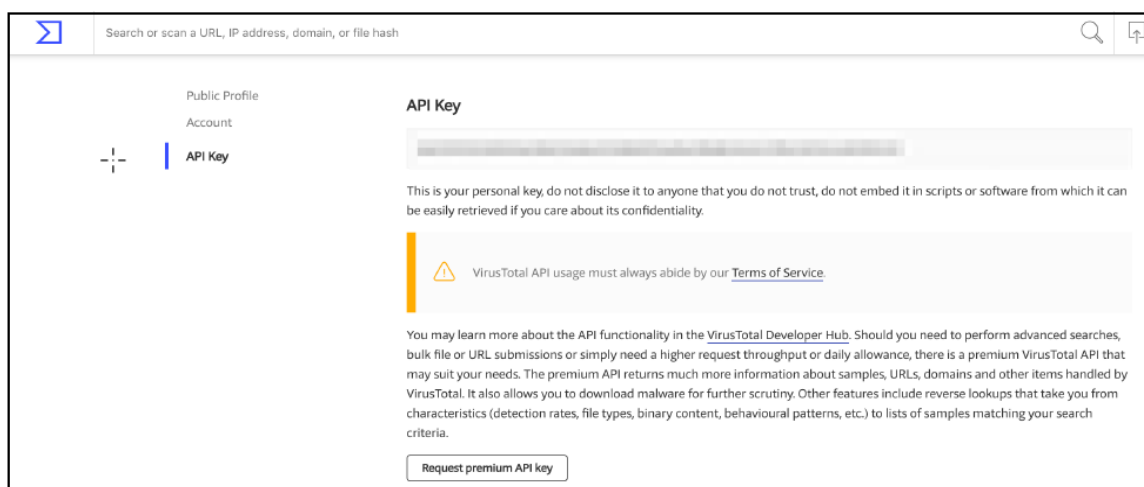 Search or scan a URL, IP address, domain, or file hash
Public Profile
Account
API Key
API Key
This is your personal key, do not disclose it to anyone that you do not trust, do not embed it in scripts or software from which it can
be easily retrieved if you care about its confidentiality.
VirusTotal API usage must always abide by our Terms of Service.
You may learn more about the API functionality in the VirusTotal Developer Hub. Should you need to perform advanced searches,
bulk file or URL submissions or simply need a higher request throughput or daily allowance, there is a premium VirusTotal API that
may suit your needs. The premium API returns much more information about samples, URLs, domains and other items handled by
VirusTotal. It also allows you to download malware for further scrutiny. Other features include reverse lookups that take you from
characteristics (detection rates, file types, binary content, behavioural patterns, etc.) to lists of samples matching your search
criteria.
Request premium API key